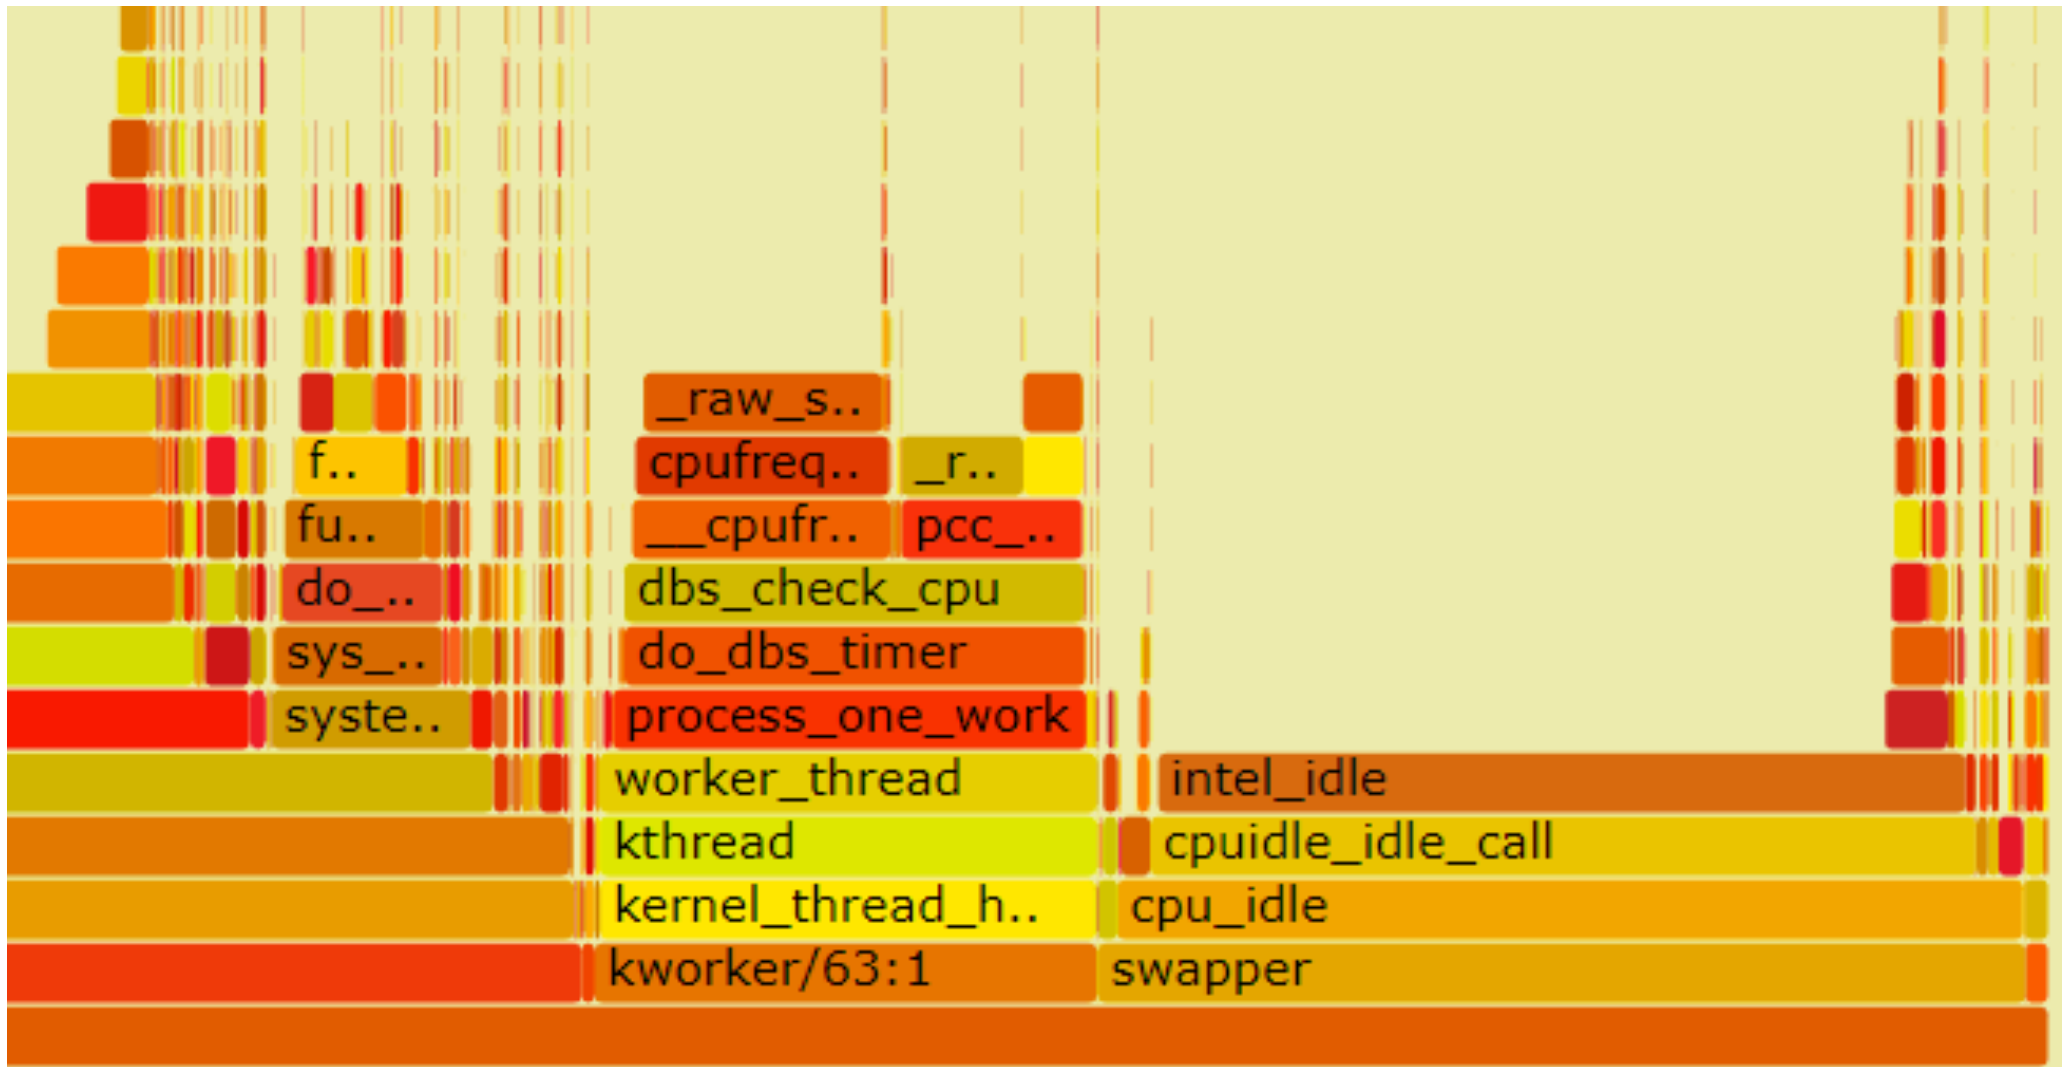 _raw_s..
f..
cpufreq..
_r..
fu..
__cpufr..
pcc_..
do_..
dbs_check_cpu
sys_..
do_dbs_timer
syste..
process_one_work
worker_thread
intel_idle
kthread
cpuidle_idle_call
kernel_thread_h..
cpu_idle
kworker/63:1
swapper